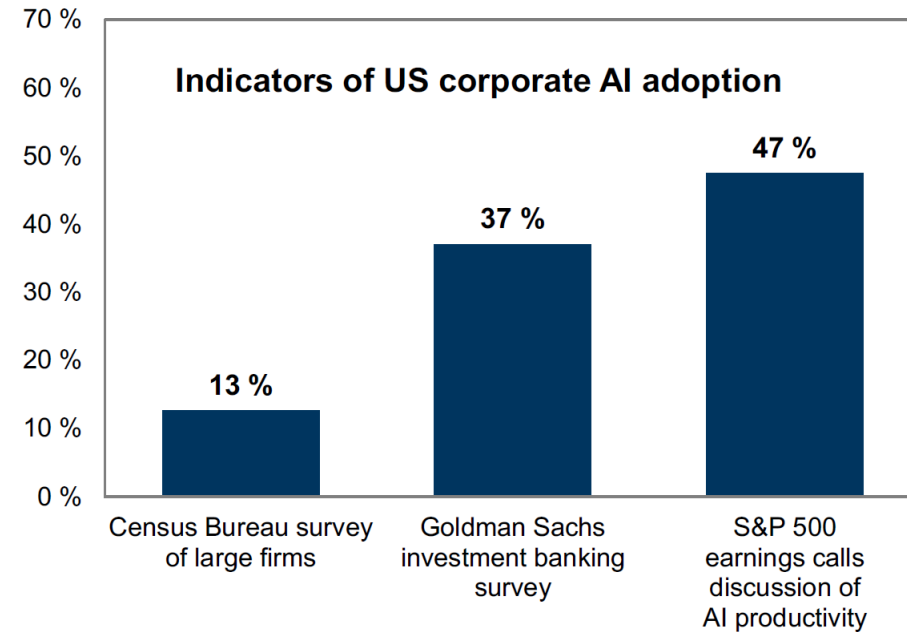 70 %
Indicators of US corporate AI adoption
60 %
50 %
47 %
40 %
37 %
30 %
20 %
13 %
10 %
0 %
Census Bureau survey
of large firms
Goldman Sachs
investment banking
survey
S&P 500
earnings calls
discussion of
AI productivity